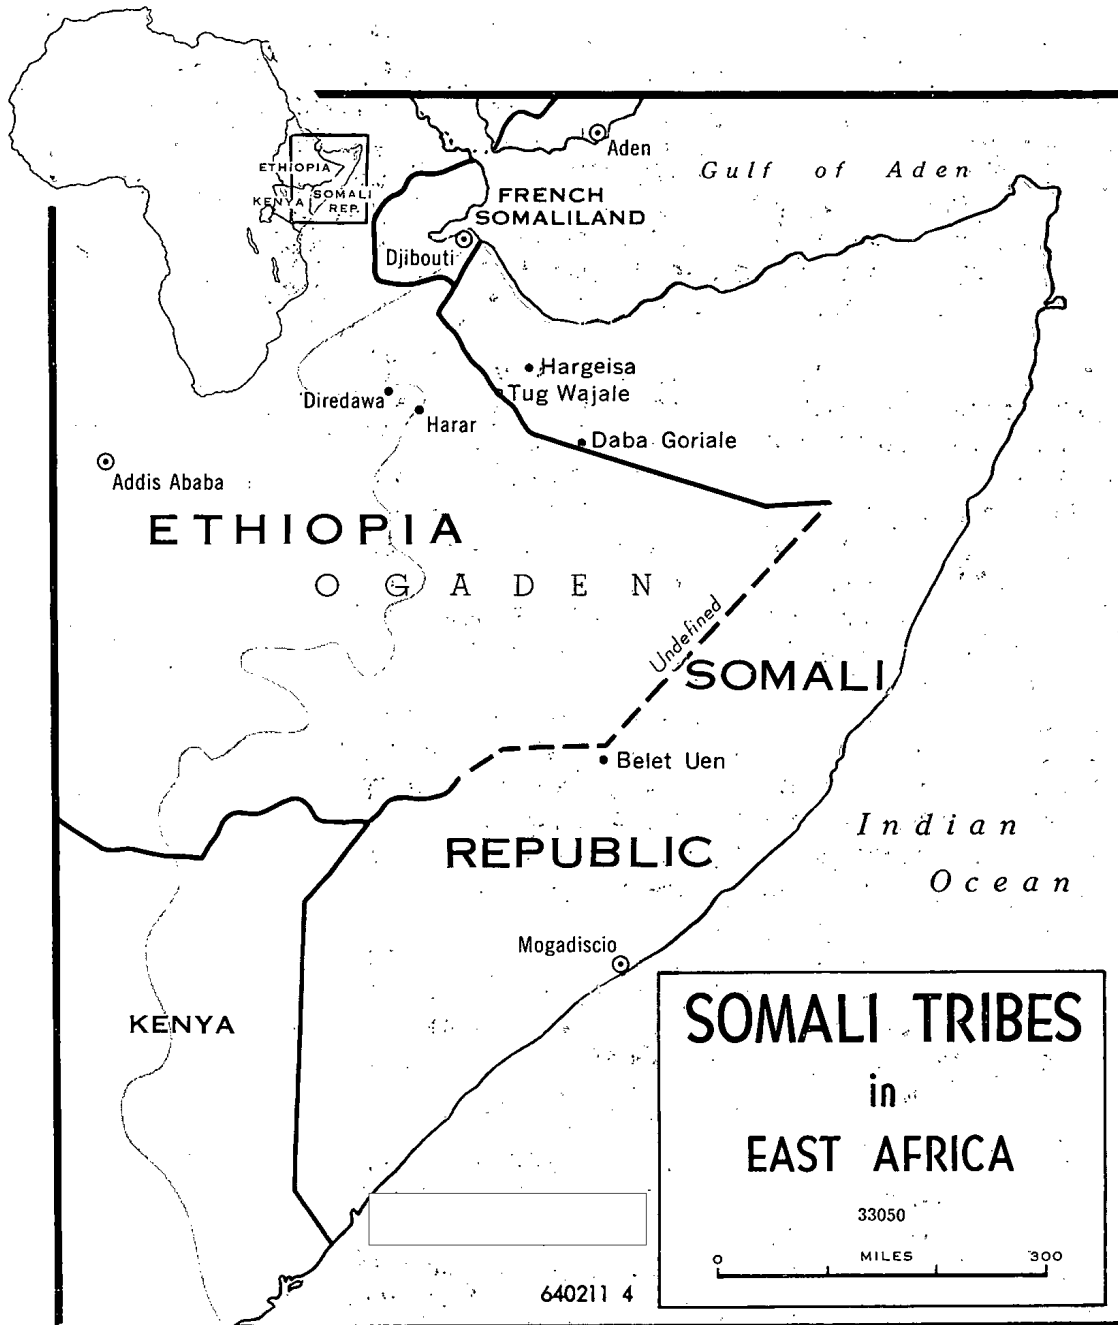 Aden
Gulf of Aden
ETHIOPIA
KENYA
SOMALI
REP.
FRENCH
SOMALILAND
Djibouti
Hargeisa
Tug Wajale
Diredawa
Harar
Daba Goriale
Addis Ababa
ETHIOPIA
OGADEN
Undefined
SOMALI
Belet Uen
Indian
REPUBLIC
Ocean
Mogadiscio
KENYA
SOMALI TRIBES
in
EAST AFRICA
33050
0 MILES 300
640211 4